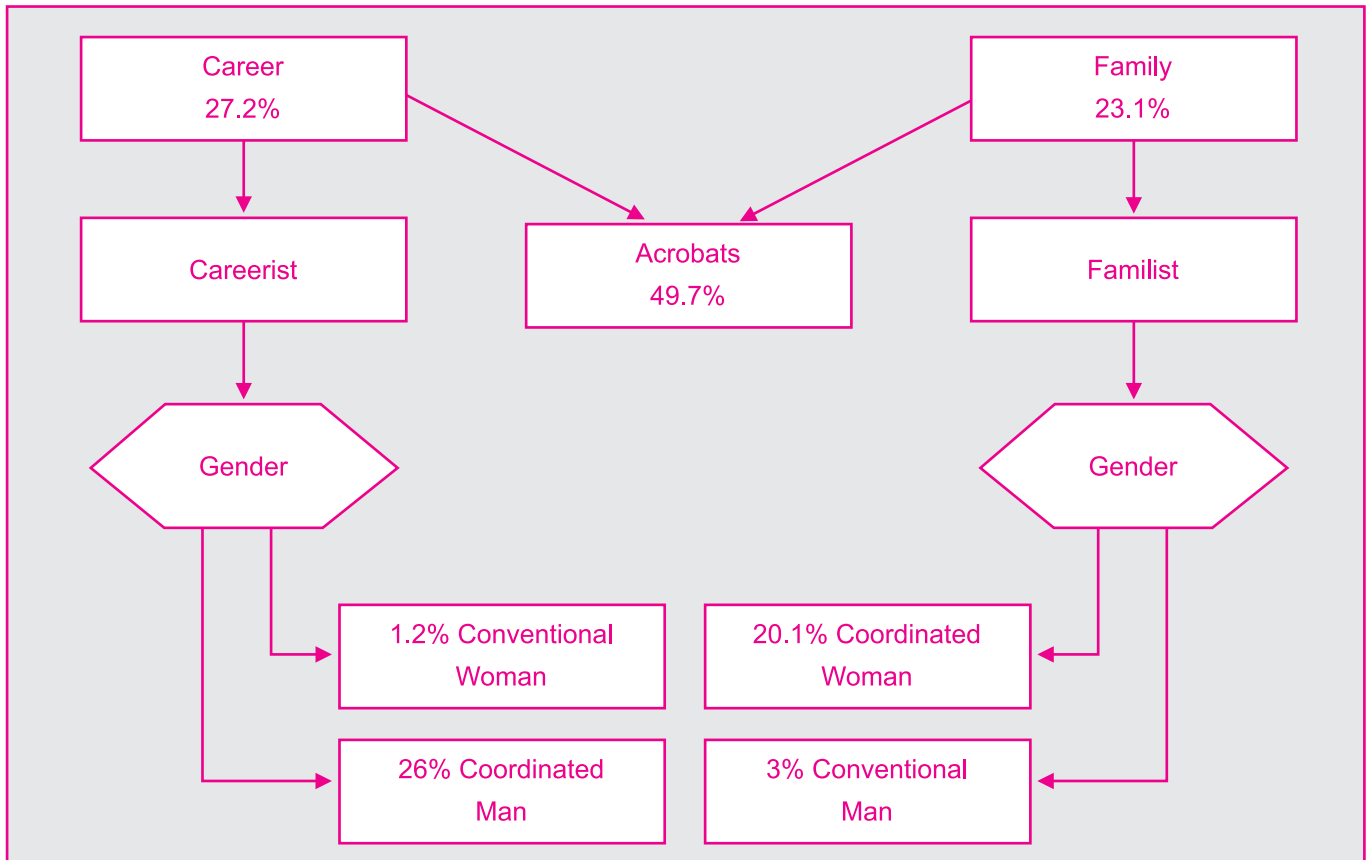 Career
27.2%
Family
23.1%
Careerist
Acrobats
49.7%
Familist
Gender
Gender
1.2% Conventional
Woman
20.1% Coordinated
Woman
26% Coordinated
Man
3% Conventional
Man